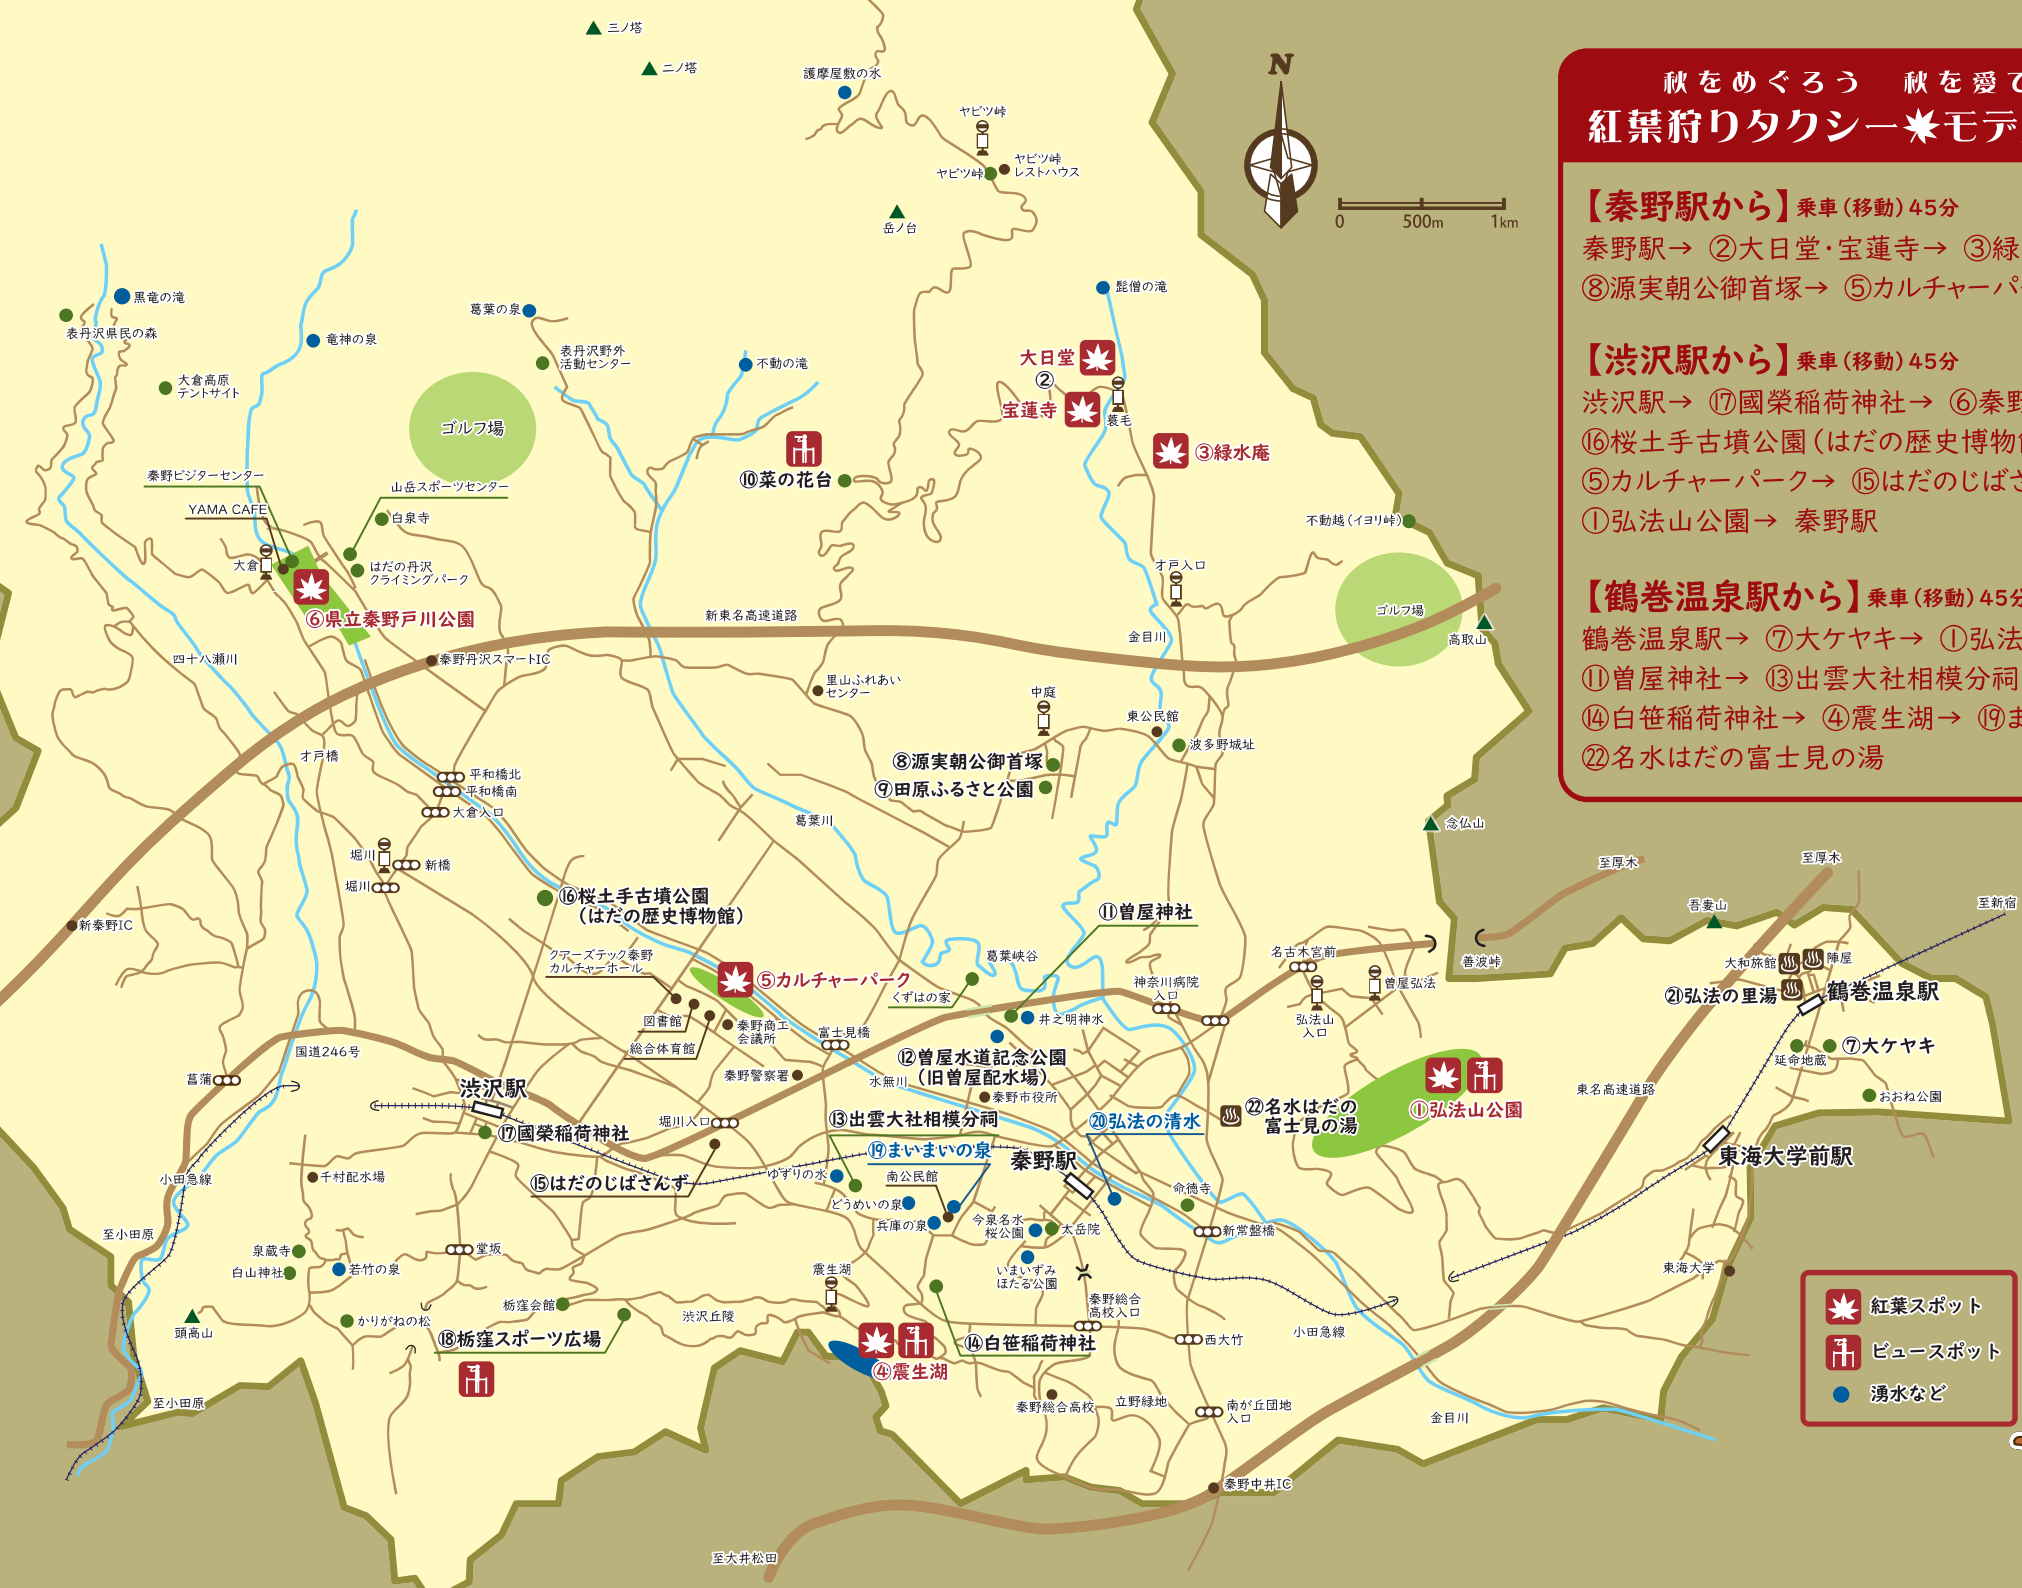 三ノ塔
二ノ塔
護摩屋敷の水
ヤビツ峠
ヤビツ峠
ヤビツ峠
レストハウス
岳ノ台
N
0 500m 1km
秋をめぐろう 秋を愛で
紅葉狩りタクシー モデ
【秦野駅から】乗車(移動)45分
秦野駅→ ②大日堂・宝蓮寺→ ③緑
⑧源実朝公御首塚→ ⑤カルチャーパー
【渋沢駅から】乗車(移動)45分
渋沢駅→ ⑰國榮稲荷神社→ ⑥秦野
⑯桜土手古墳公園(はだの歴史博物館
⑤カルチャーパーク→ ⑮はだのじばさ
①弘法山公園→ 秦野駅
【鶴巻温泉駅から】乗車(移動)45分
鶴巻温泉駅→ ⑦大ケヤキ→ ①弘法
⑪曽屋神社→ ⑬出雲大社相模分祠
⑭白笹稲荷神社→ ④震生湖→ ⑲ま
㉒名水はだの富士見の湯
黒竜の滝
表丹沢県民の森
竜神の泉
葛葉の泉
表丹沢野外
活動センター
不動の滝
髭僧の滝
大日堂
②
宝蓮寺
蓑毛
③緑水庵
大倉高原
テントサイト
ゴルフ場
⑩菜の花台
秦野ビジターセンター
山岳スポーツセンター
YAMA CAFE
白泉寺
大倉
はだの丹沢
クライミングパーク
⑥県立秦野戸川公園
不動越(イヨリ峠)
才戸入口
ゴルフ場
高取山
新東名高速道路
金目川
四十八瀬川
秦野丹沢スマートIC
里山ふれあい
センター
中庭
東公民館
波多野城址
⑧源実朝公御首塚
⑨田原ふるさと公園
才戸橋
平和橋北
平和橋南
大倉入口
葛葉川
念仏山
堀川
新橋
堀川
至厚木
至厚木
⑯桜土手古墳公園
(はだの歴史博物館)
⑪曽屋神社
吾妻山
至新宿
新秦野IC
クアーズテック秦野
カルチャーホール
葛葉峡谷
名古木宮前
善波峠
大和旅館
陣屋
⑤カルチャーパーク
くずはの家
神奈川病院
入口
曽屋弘法
㉑弘法の里湯
鶴巻温泉駅
図書館
秦野商工
会議所
富士見橋
井之明神水
弘法山
入口
総合体育館
⑫曽屋水道記念公園
(旧曽屋配水場)
⑦大ケヤキ
延命地蔵
国道246号
菖蒲
渋沢駅
秦野警察署
水無川
秦野市役所
東名高速道路
おおね公園
堀川入口
⑬出雲大社相模分祠
⑳弘法の清水
㉒名水はだの
富士見の湯
①弘法山公園
⑰國榮稲荷神社
⑲まいまいの泉
秦野駅
東海大学前駅
千村配水場
小田急線
⑮はだのじばさんず
ゆずりの水
南公民館
命徳寺
どうめいの泉
兵庫の泉
今泉名水
桜公園
太岳院
新常盤橋
至小田原
泉蔵寺
白山神社
若竹の泉
堂坂
震生湖
いまいずみ
ほたる公園
東海大学
頭高山
かりがねの松
栃窪会館
渋沢丘陵
秦野総合
高校入口
小田急線
⑱栃窪スポーツ広場
④震生湖
⑭白笹稲荷神社
西大竹
至小田原
秦野総合高校
立野緑地
南が丘団地
入口
金目川
秦野中井IC
至大井松田
紅葉スポット
ビュースポット
湧水など